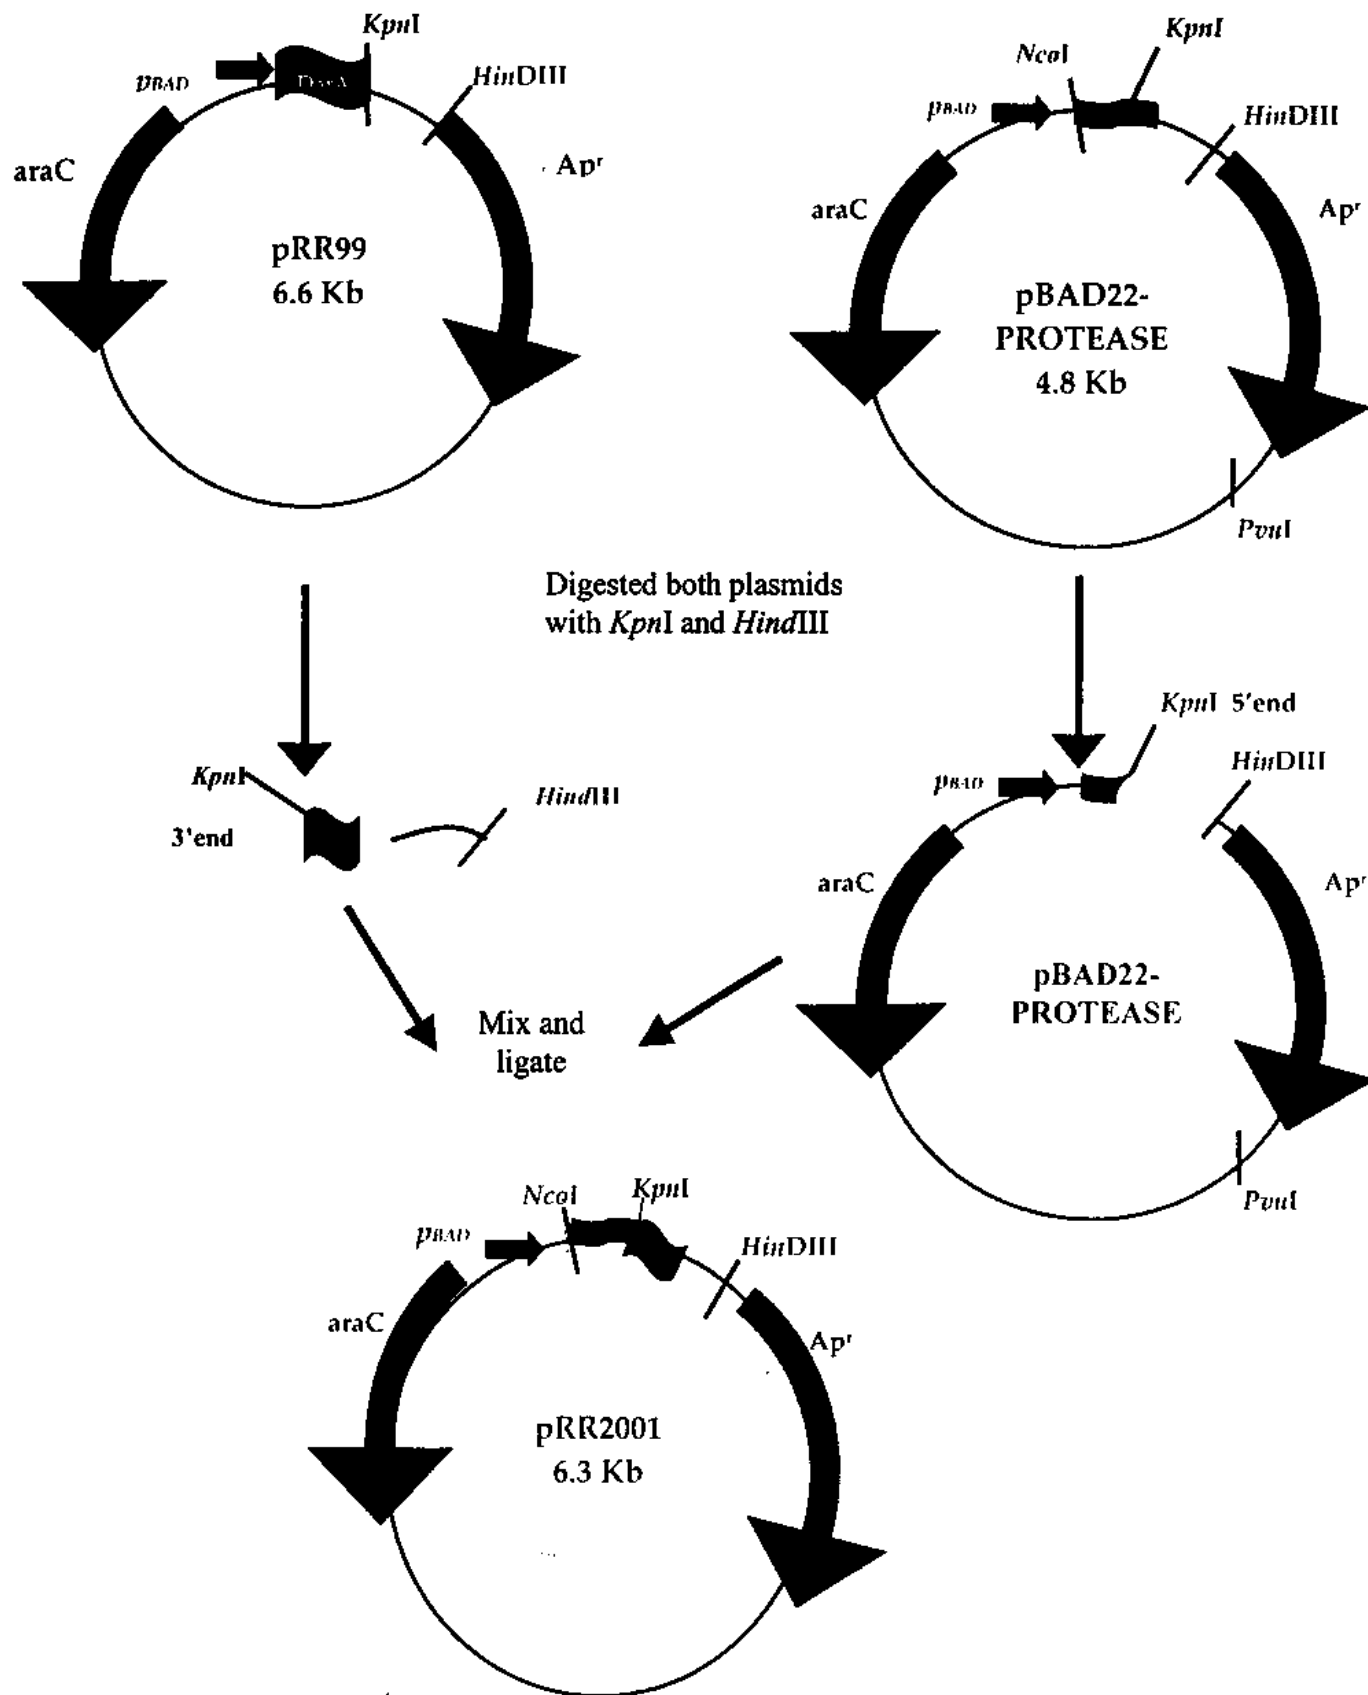 KpnI
HinDIII
pBAD
araC
Apr
pRR99
6.6 Kb
KpnI
NcoI
pBAD
HinDIII
araC
Apr
pBAD22-
PROTEASE
4.8 Kb
PvuI
Digested both plasmids
with KpnI and HindIII
KpnI
3'end
HindIII
KpnI 5'end
HinDIII
pBAD
araC
Apr
pBAD22-
PROTEASE
PvuI
Mix and
ligate
NcoI
KpnI
pBAD
HinDIII
araC
Apr
pRR2001
6.3 Kb